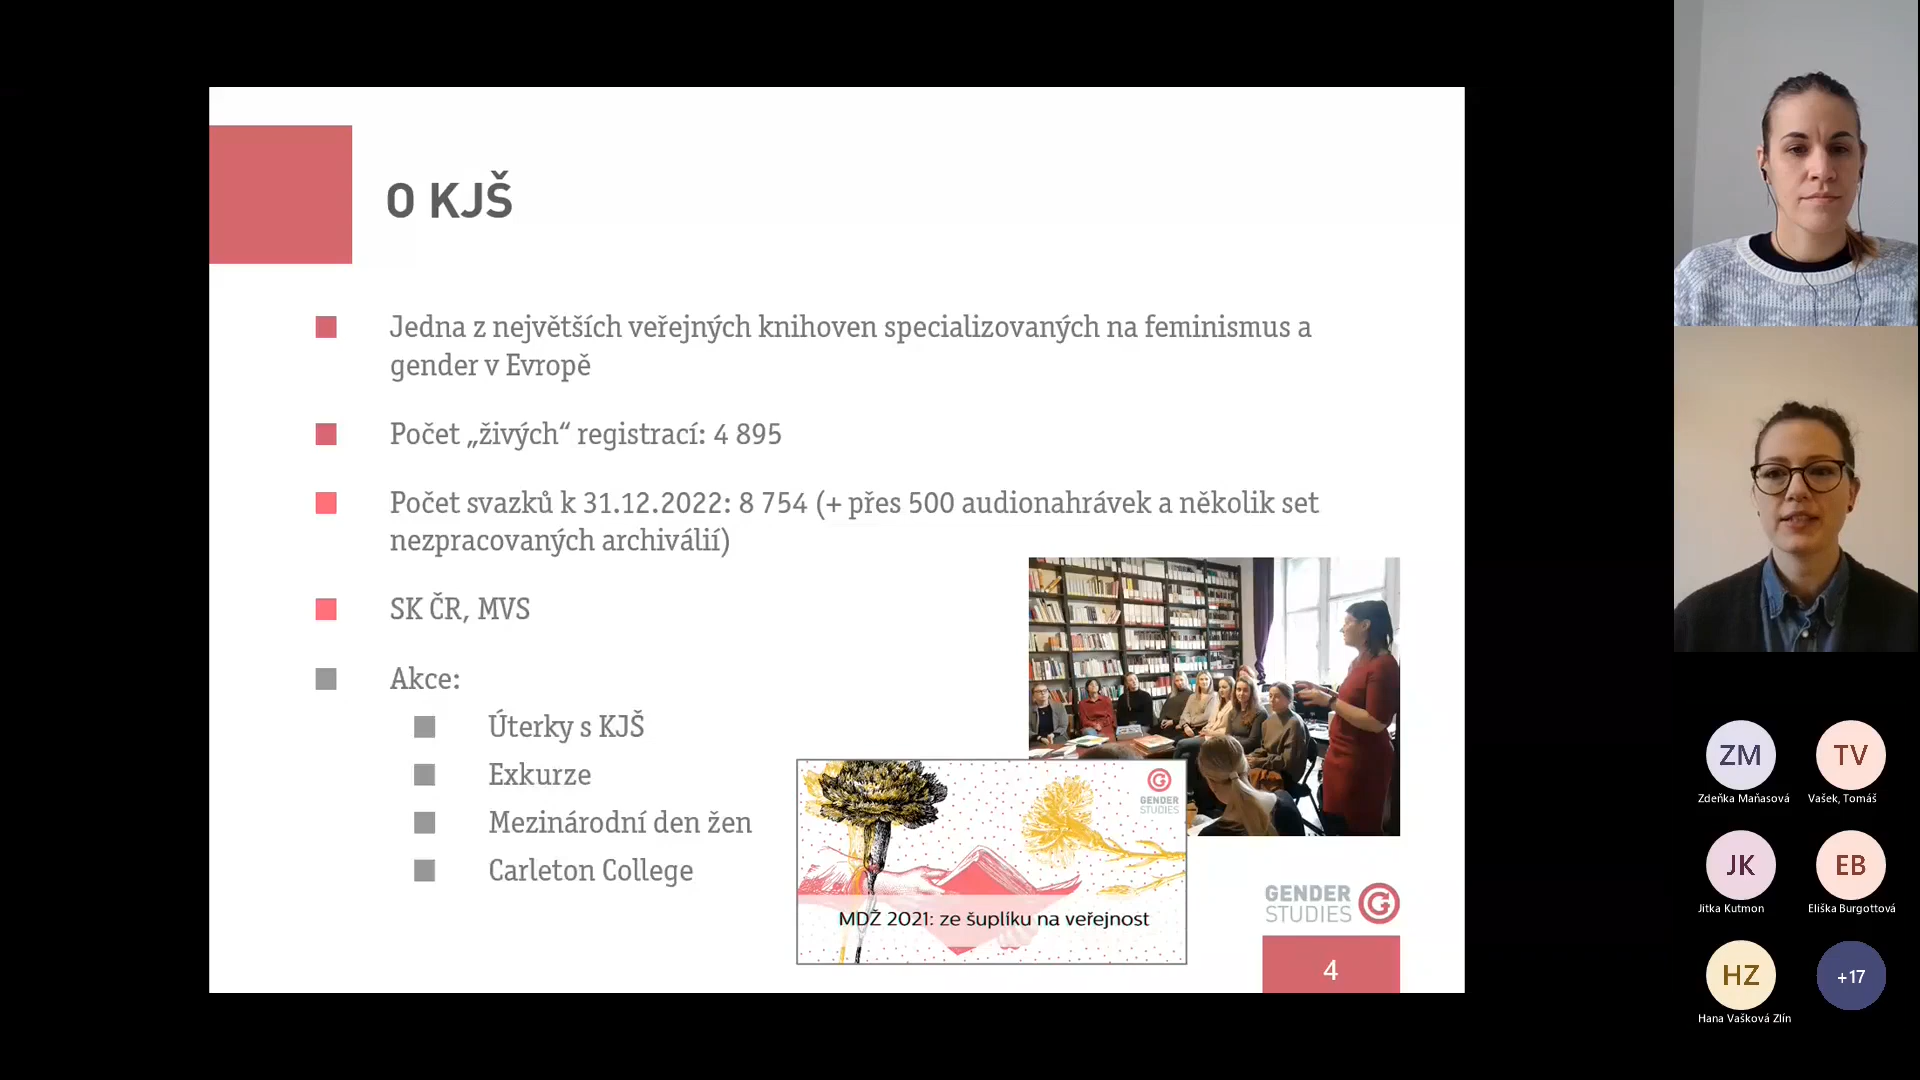 O KJŠ
Jedna z největších veřejných knihoven specializovaných na feminismus a
gender v Evropě
Počet „živých“ registrací: 4 895
Počet svazků k 31.12.2022: 8 754 (+ přes 500 audionahrávek a několik set
nezpracovaných archiválií)
SK ČR, MVS
Akce:
Úterky s KJŠ
Exkurze
Mezinárodní den žen
Carleton College
GENDER
STUDIES
MDŽ 2021: ze šuplíku na veřejnost
GENDER
STUDIES
4
ZM
Zdeňka Maňasová
TV
Vašek, Tomáš
JK
Jitka Kutmon
EB
Eliška Burgottová
HZ
Hana Vašková Zlín
+17